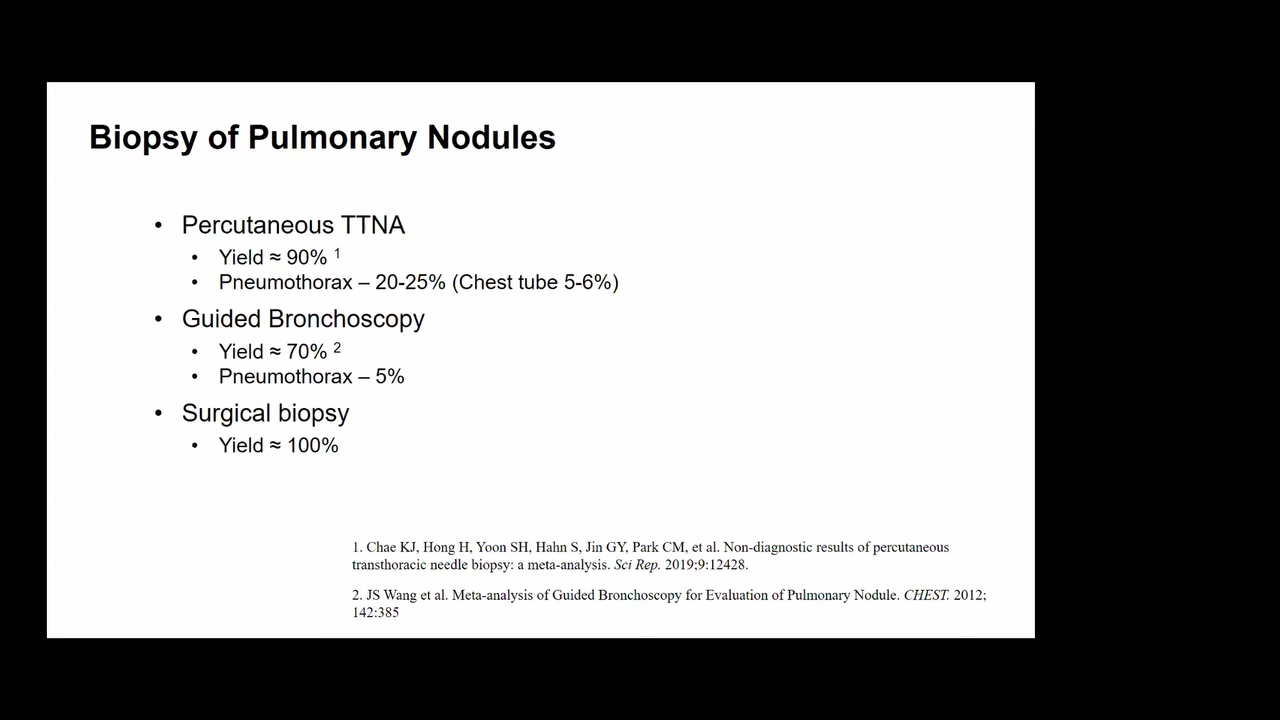 Biopsy of Pulmonary Nodules
• Percutaneous TTNA
• Yield ≈ 90% 1
• Pneumothorax – 20-25% (Chest tube 5-6%)
• Guided Bronchoscopy
• Yield ≈ 70% 2
• Pneumothorax – 5%
• Surgical biopsy
• Yield ≈ 100%
1. Chae KJ, Hong H, Yoon SH, Hahn S, Jin GY, Park CM, et al. Non-diagnostic results of percutaneous
transthoracic needle biopsy: a meta-analysis. Sci Rep. 2019;9:12428.
2. JS Wang et al. Meta-analysis of Guided Bronchoscopy for Evaluation of Pulmonary Nodule. CHEST. 2012;
142:385